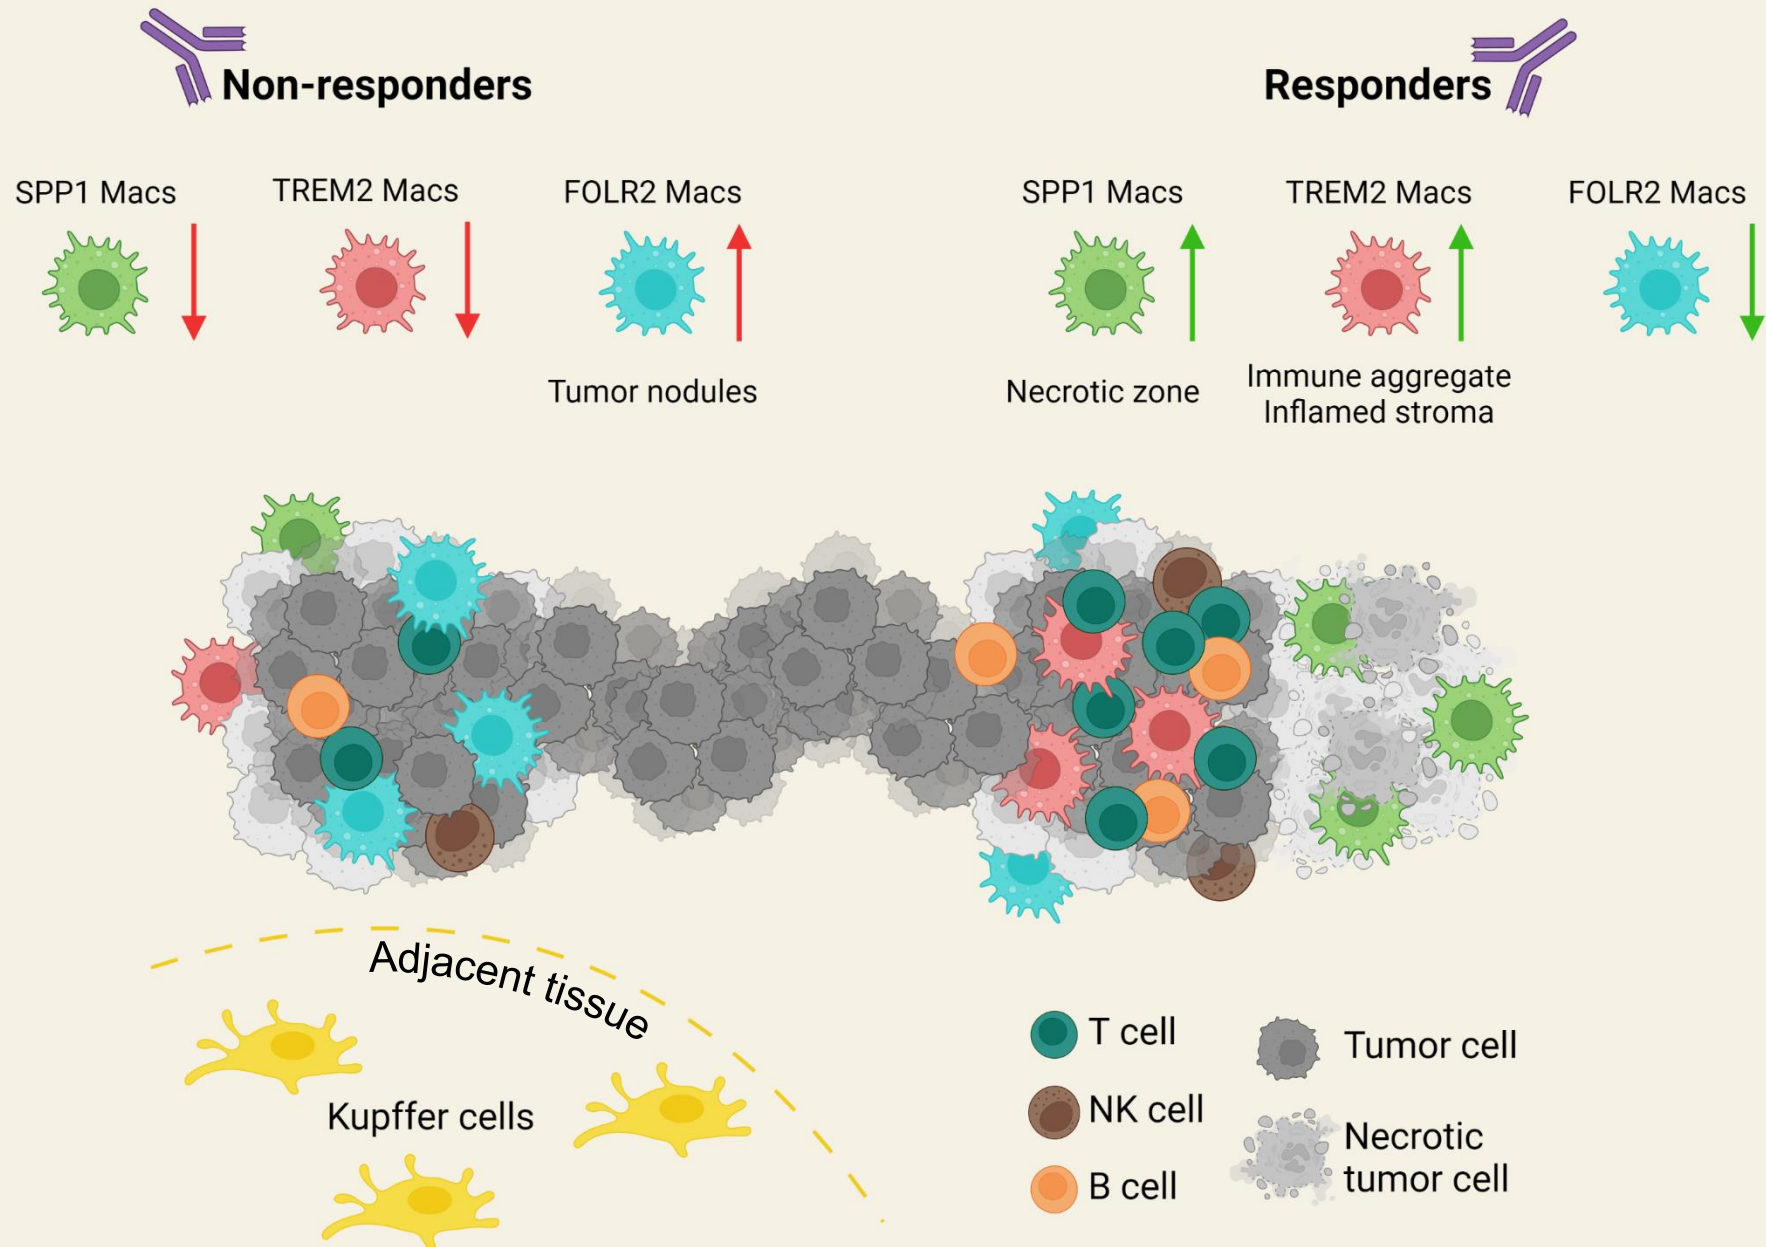 Non-responders
Responders
SPP1 Macs
TREM2 Macs
FOLR2 Macs
SPP1 Macs
TREM2 Macs
FOLR2 Macs
Tumor nodules
Necrotic zone
Immune aggregate
Inflamed stroma
Adjacent tissue
Kupffer cells
T cell
NK cell
B cell
Tumor cell
Necrotic
tumor cell